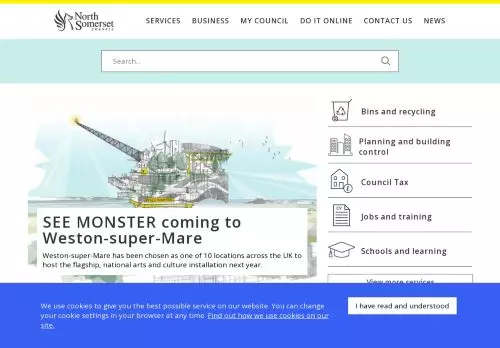 North
Somerset
COUNCIL
SERVICES BUSINESS MY COUNCIL DO IT ONLINE CONTACT US NEWS
Search...
Bins and recycling
Planning and building
control
Council Tax
Jobs and training
Schools and learning
View more services
SEE MONSTER coming to
Weston-super-Mare
Weston-super-Mare has been chosen as one of 10 locations across the UK to
host the flagship, national arts and culture installation next year.
We use cookies to give you the best possible service on our website. You can change
your cookie settings in your browser at any time. Find out how we use cookies on our
site.
I have read and understood